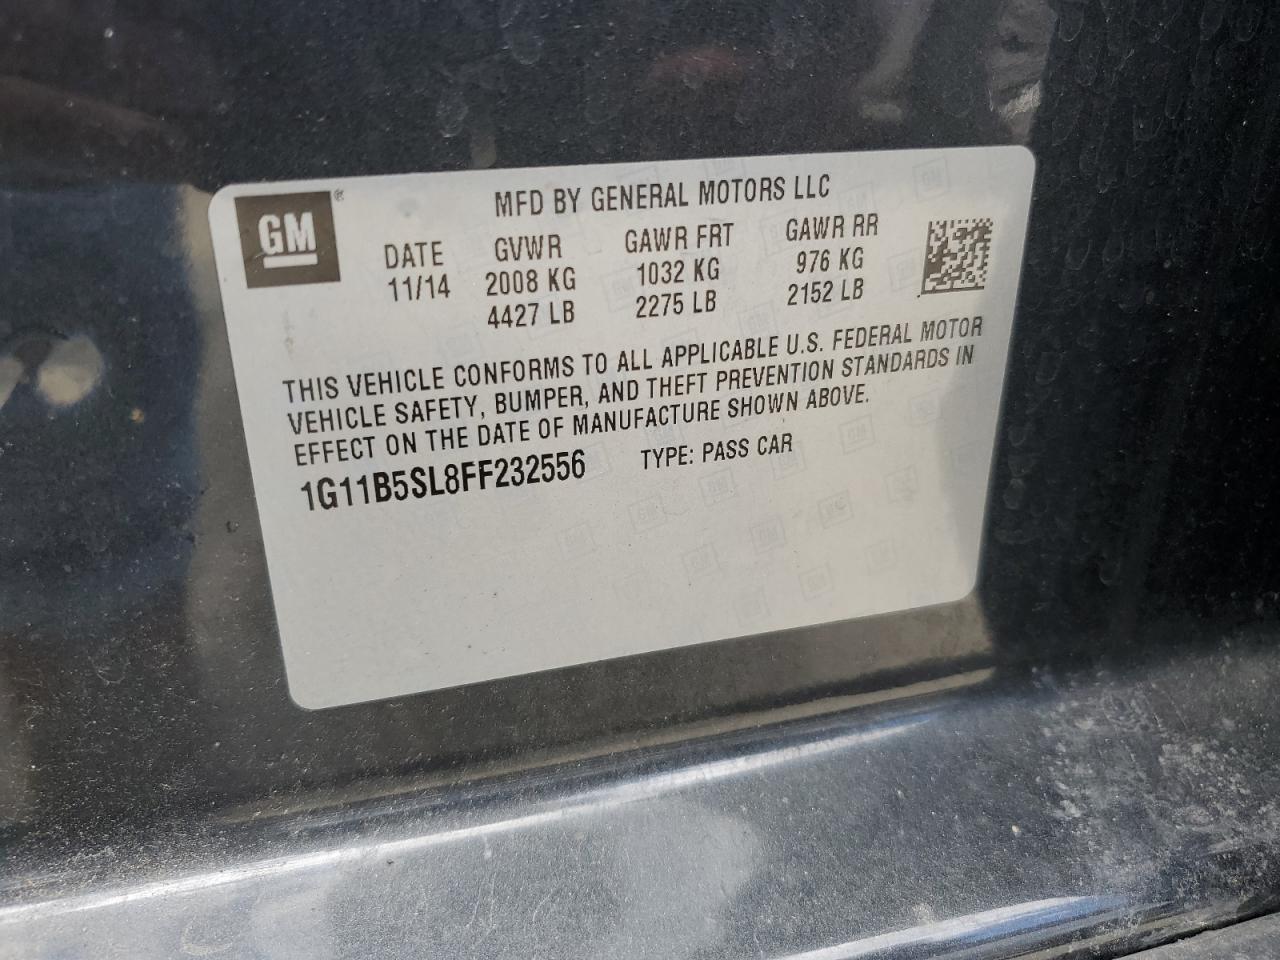 GM®
MFD BY GENERAL MOTORS LLC
DATE GVWR GAWR FRT GAWR RR
11/14 2008 KG 1032 KG 976 KG
4427 LB 2275 LB 2152 LB
THIS VEHICLE CONFORMS TO ALL APPLICABLE U.S. FEDERAL MOTOR
VEHICLE SAFETY, BUMPER, AND THEFT PREVENTION STANDARDS IN
EFFECT ON THE DATE OF MANUFACTURE SHOWN ABOVE.
1G11B5SL8FF232556 TYPE: PASS CAR